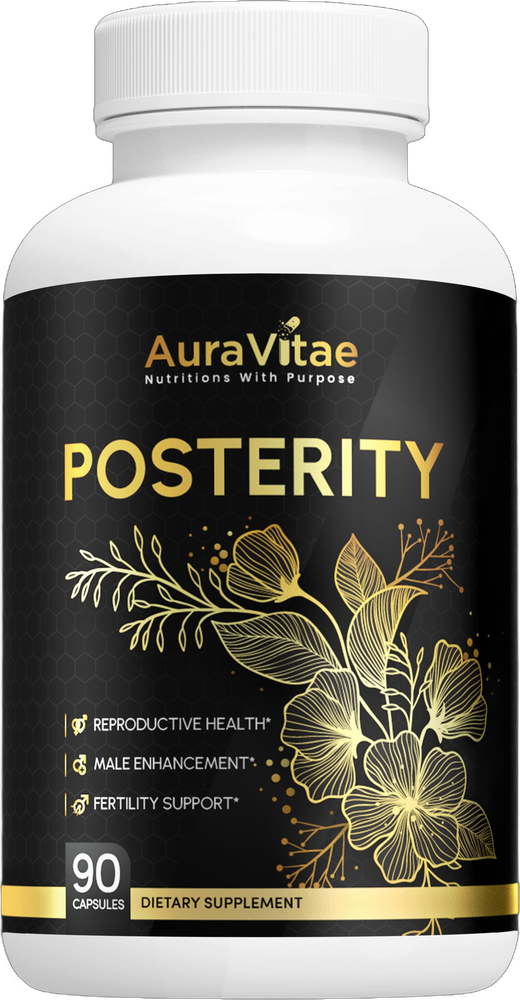 AuraVitae
Nutritions With Purpose
POSTERITY
REPRODUCTIVE HEALTH*
MALE ENHANCEMENT*
FERTILITY SUPPORT*
90
CAPSULES
DIETARY SUPPLEMENT